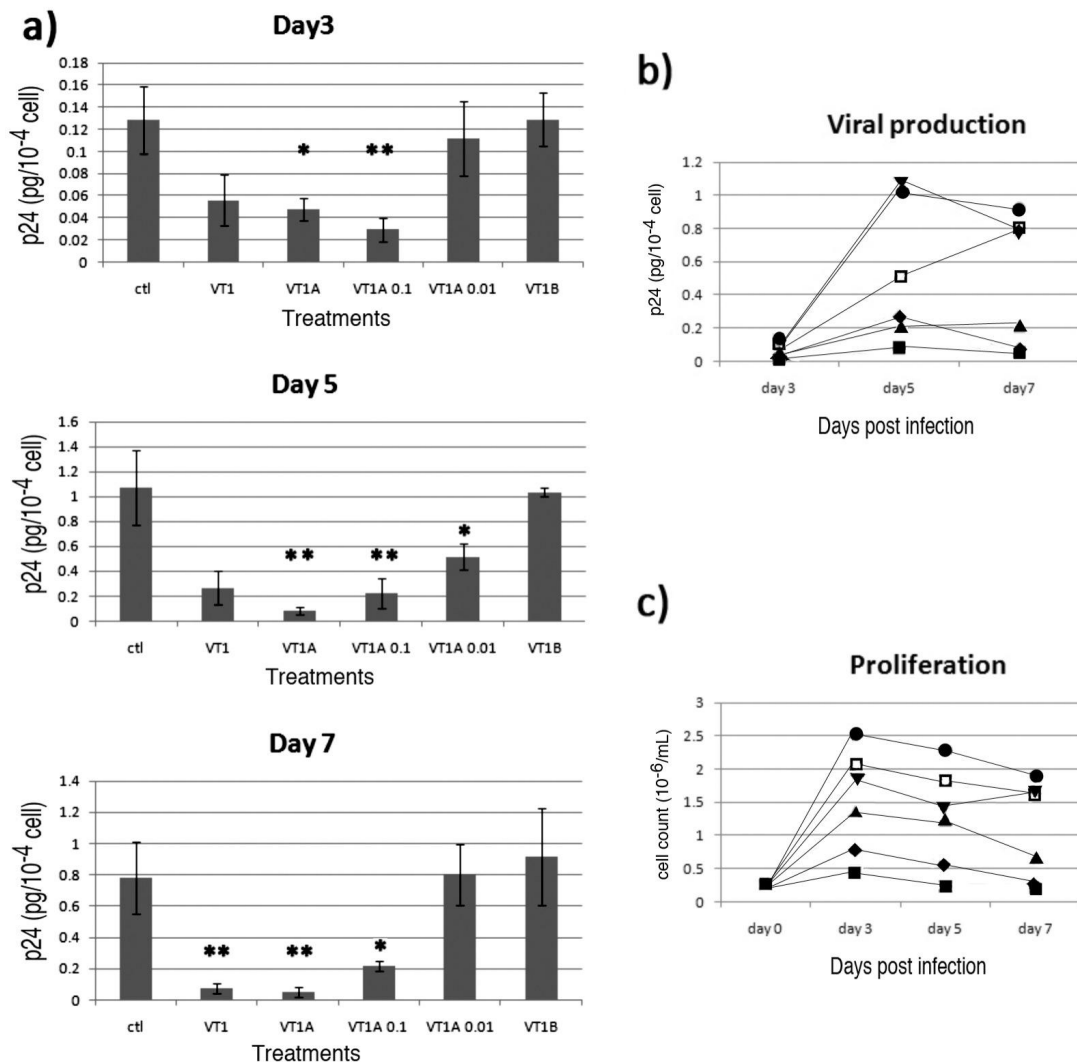 a)
Day3
p24 (pg/10-4 cell)
0.18
0.16
0.14
0.12
0.1
0.08
0.06
0.04
0.02
0
*
**
ctl VT1 VT1A VT1A 0.1 VT1A 0.01 VT1B
Treatments
Day 5
p24 (pg/10-4 cell)
1.6
1.4
1.2
1
0.8
0.6
0.4
0.2
0
**
**
*
ctl VT1 VT1A VT1A 0.1 VT1A 0.01 VT1B
Treatments
Day 7
p24 (pg/10-4 cell)
1.4
1.2
1
0.8
0.6
0.4
0.2
0
**
**
*
ctl VT1 VT1A VT1A 0.1 VT1A 0.01 VT1B
Treatments
b)
Viral production
p24 (pg/10-4 cell)
1.2
1
0.8
0.6
0.4
0.2
0
day 3 day5 day7
Days post infection
c)
Proliferation
cell count (10-6/mL)
3
2.5
2
1.5
1
0.5
0
day 0 day 3 day 5 day 7
Days post infection